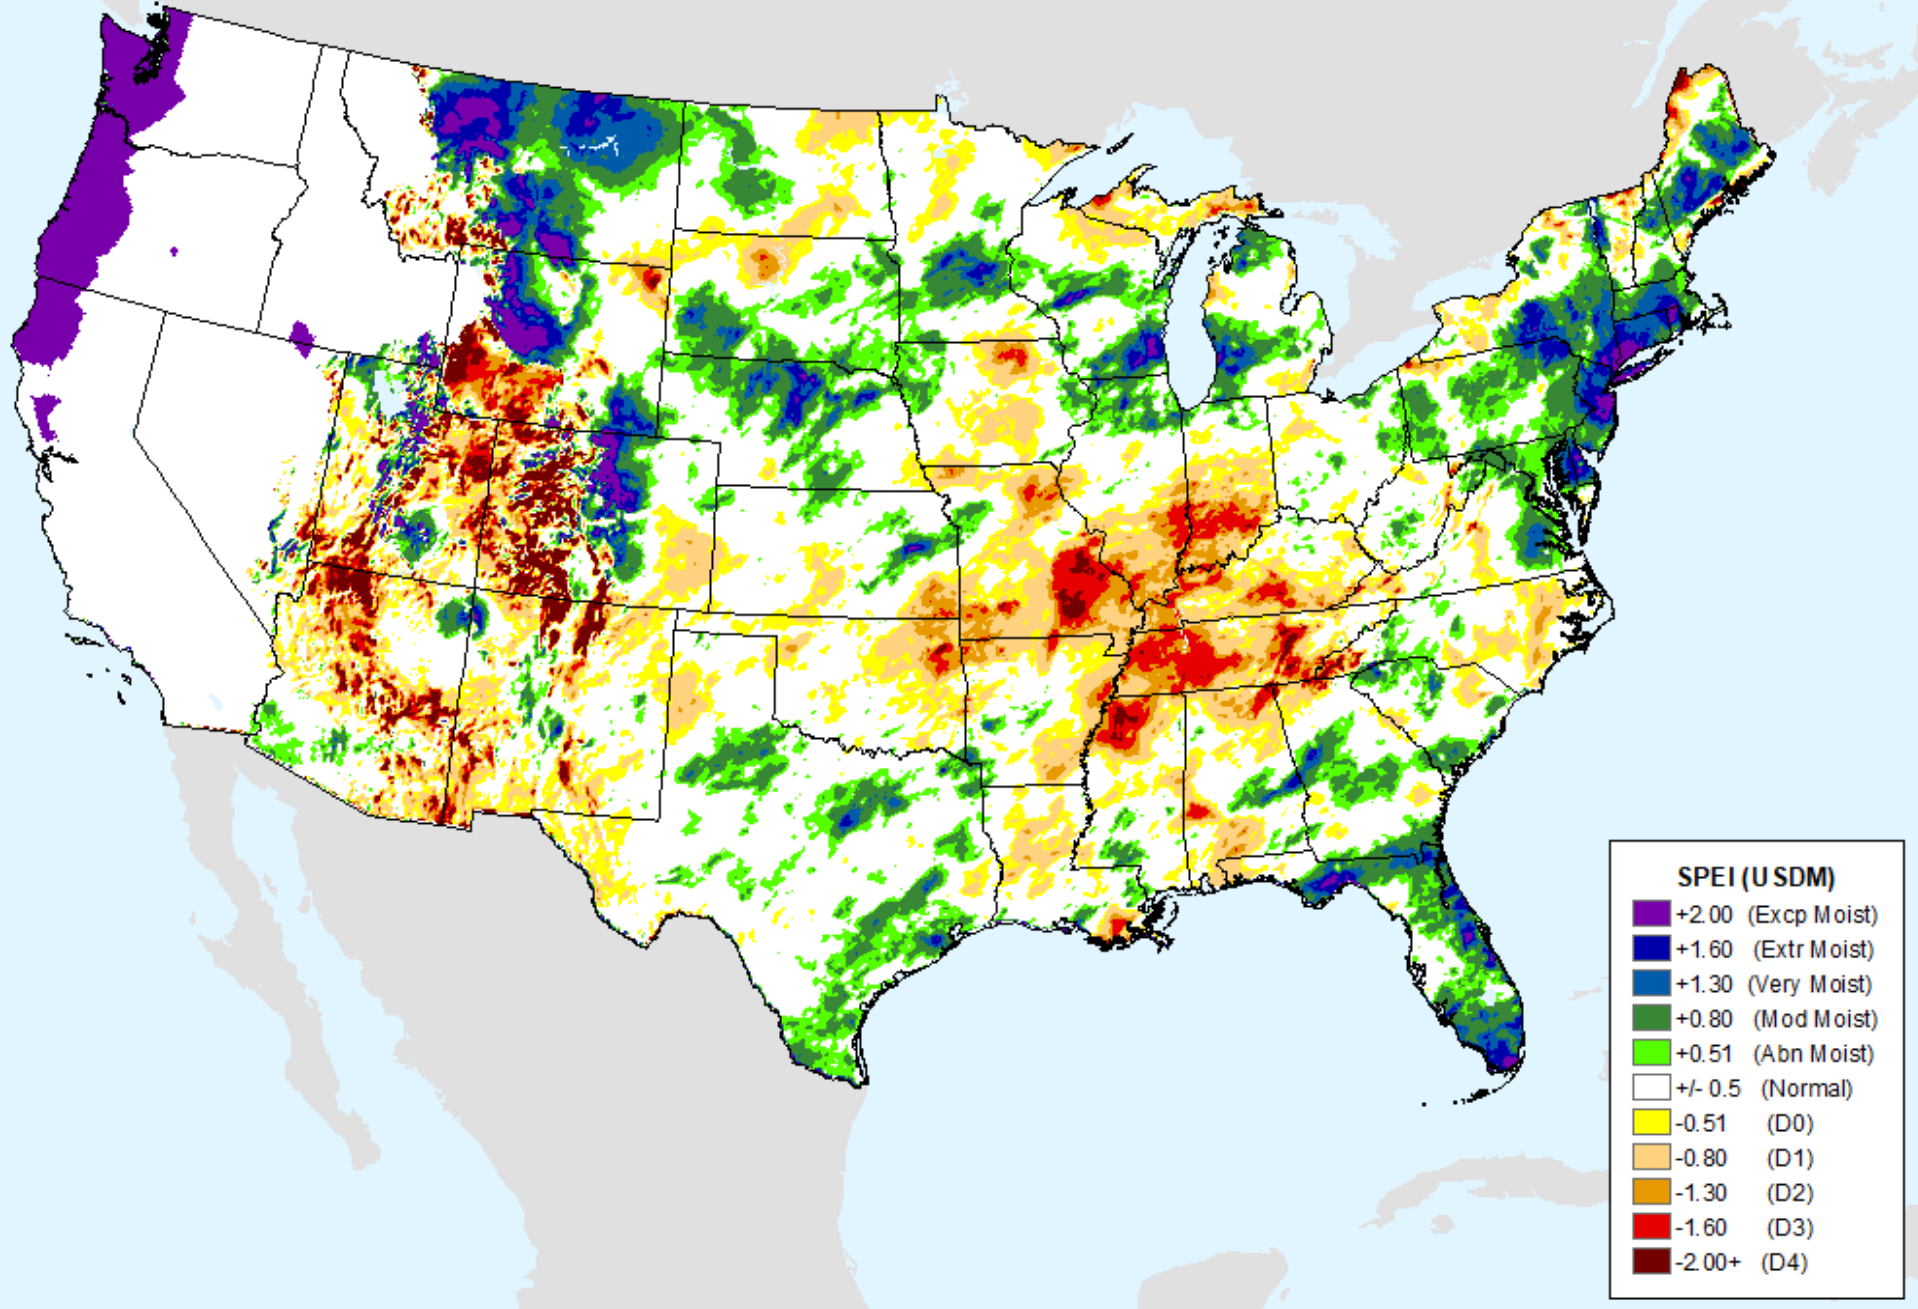 SPEI (USDM)
+2.00 (Excp Moist)
+1.60 (Extr Moist)
+1.30 (Very Moist)
+0.80 (Mod Moist)
+0.51 (Abn Moist)
+/- 0.5 (Normal)
-0.51 (D0)
-0.80 (D1)
-1.30 (D2)
-1.60 (D3)
-2.00+ (D4)